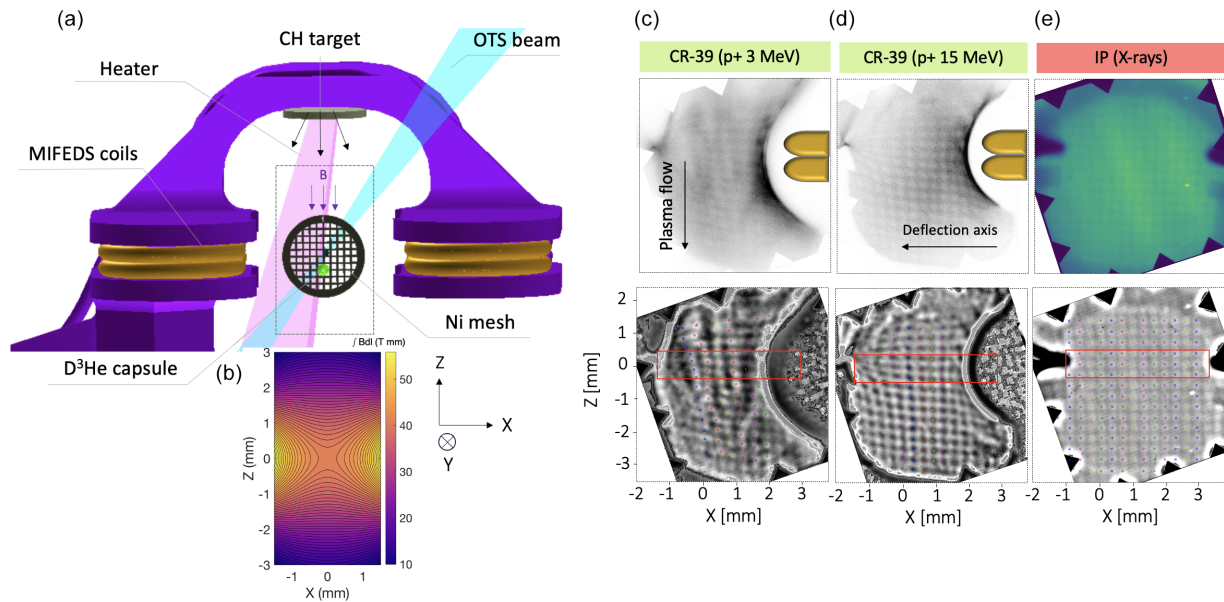 (a)
CH target
OTS beam
Heater
MIFEDS coils
B
Ni mesh
D³He capsule
(b)
∫ Bdl (T mm)
3
2
1
0
-1
-2
-3
Z (mm)
-1
0
1
X (mm)
50
40
30
20
10
Z
X
Y
(c)
(d)
(e)
CR-39 (p+ 3 MeV)
CR-39 (p+ 15 MeV)
IP (X-rays)
Plasma flow
Deflection axis
2
1
0
-1
-2
-3
Z [mm]
-1 0 1 2 3
X [mm]
-1 0 1 2 3
X [mm]
-2 -1 0 1 2 3
X [mm]